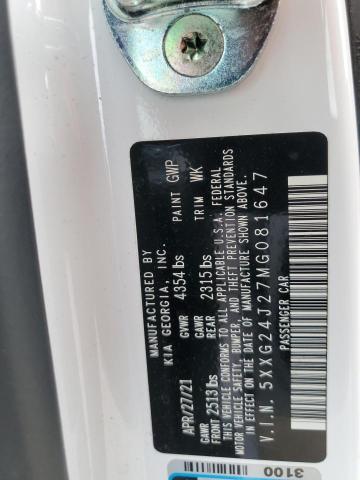 MANUFACTURED BY
KIA GEORGIA, INC.
APR/27/21 GVWR 4354 lbs PAINT GWP
GAWR FRONT 2513 lbs GAWR REAR 2315 lbs TRIM WK
THIS VEHICLE CONFORMS TO ALL APPLICABLE U.S.A. FEDERAL
MOTOR VEHICLE SAFETY, BUMPER, AND THEFT PREVENTION STANDARDS
IN EFFECT ON THE DATE OF MANUFACTURE SHOWN ABOVE.
V.I.N. 5XXG24J27MG081647
PASSENGER CAR
3100